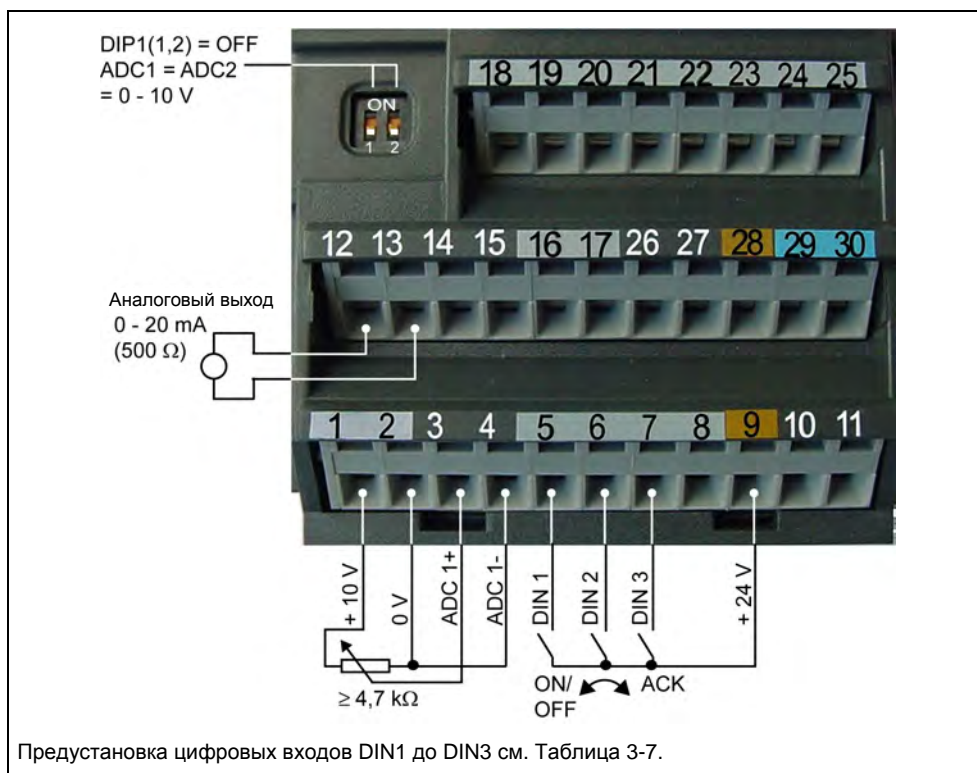 DIP1(1,2) = OFF
ADC1 = ADC2
= 0 - 10 V
ON
1 2
18 19 20 21 22 23 24 25
12 13 14 15 16 17 26 27 28 29 30
Аналоговый выход
0 - 20 mA
(500 Ω)
1 2 3 4 5 6 7 8 9 10 11
+ 10 V
0 V
ADC 1+
ADC 1-
DIN 1
DIN 2
DIN 3
+ 24 V
≥ 4,7 kΩ
ON/
OFF
ACK
Предустановка цифровых входов DIN1 до DIN3 см. Таблица 3-7.